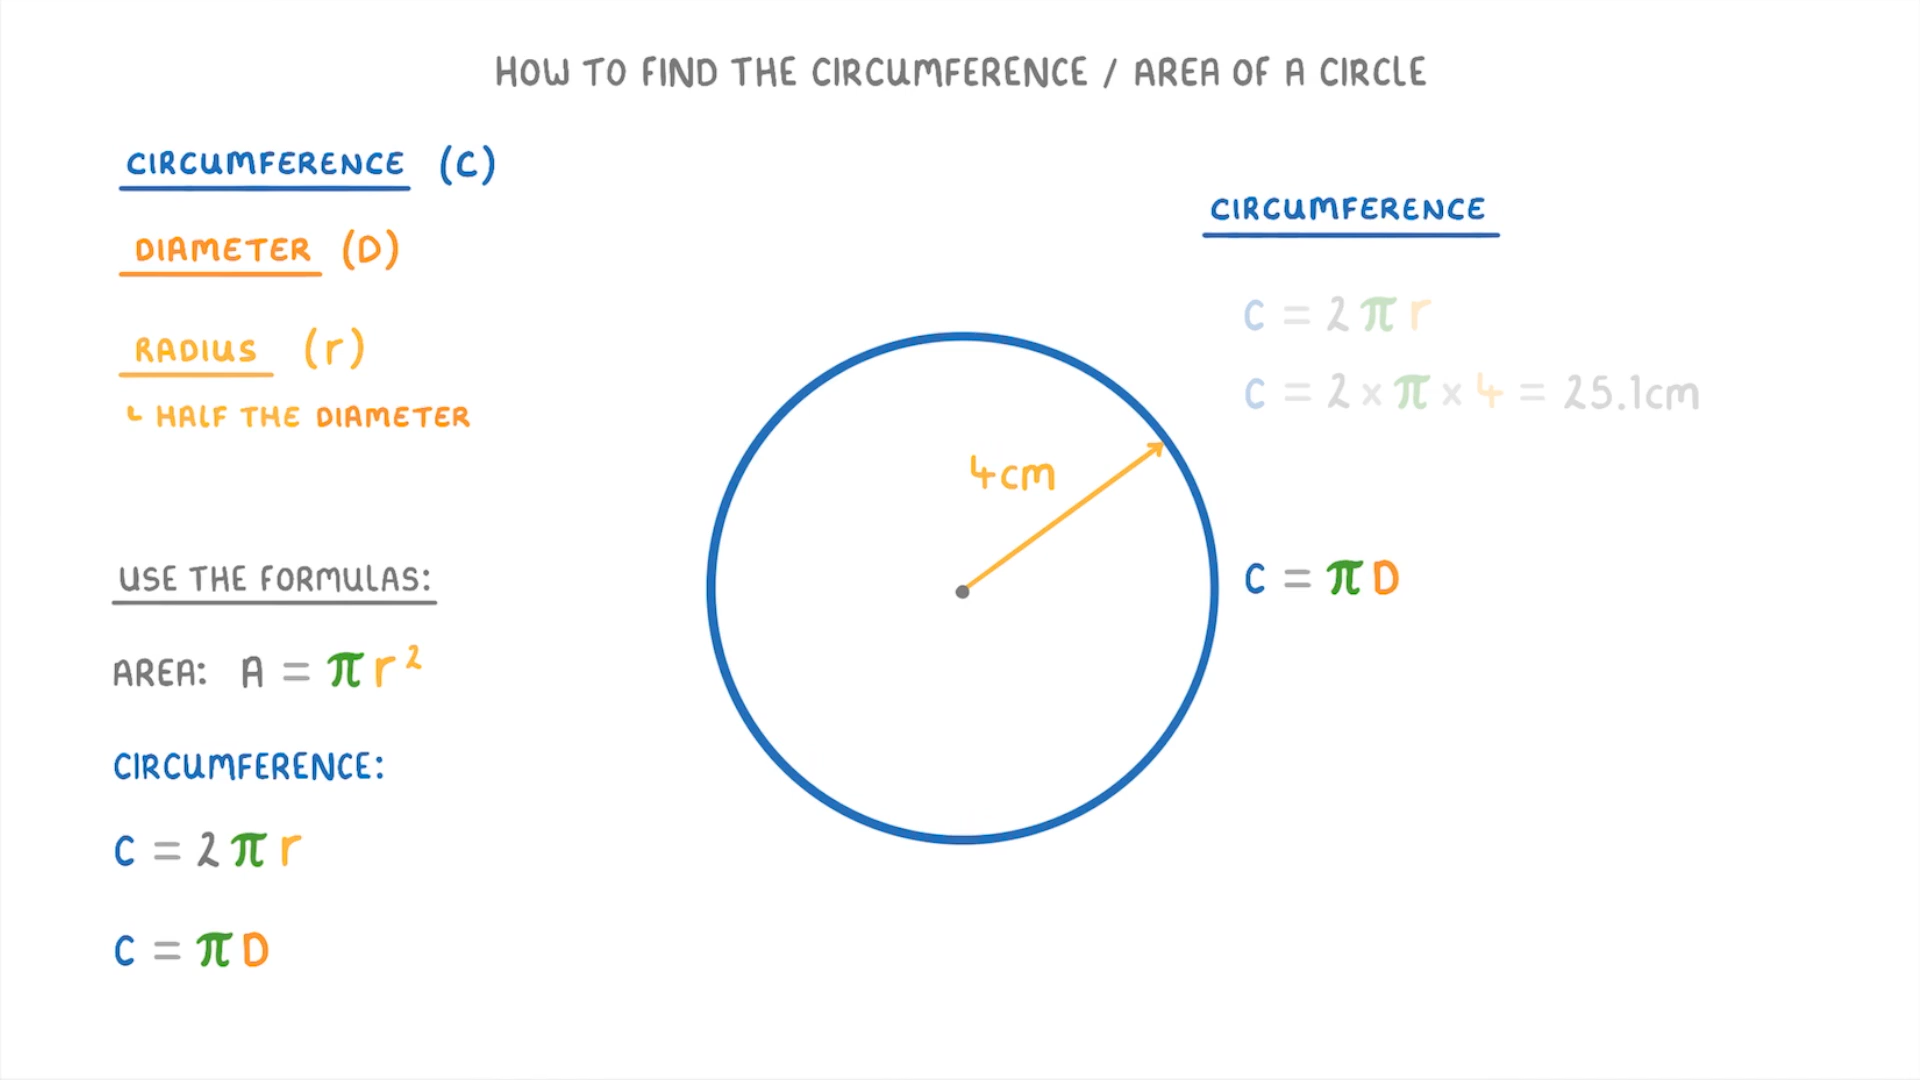 HOW TO FIND THE CIRCUMFERENCE / AREA OF A CIRCLE
CIRCUMFERENCE (C)
DIAMETER (D)
RADIUS (r)
↳ HALF THE DIAMETER
USE THE FORMULAS:
AREA: A = πr²
CIRCUMFERENCE:
C = 2πr
C = πD
4cm
CIRCUMFERENCE
C = 2πr
C = 2 × π × 4 = 25.1cm
C = πD